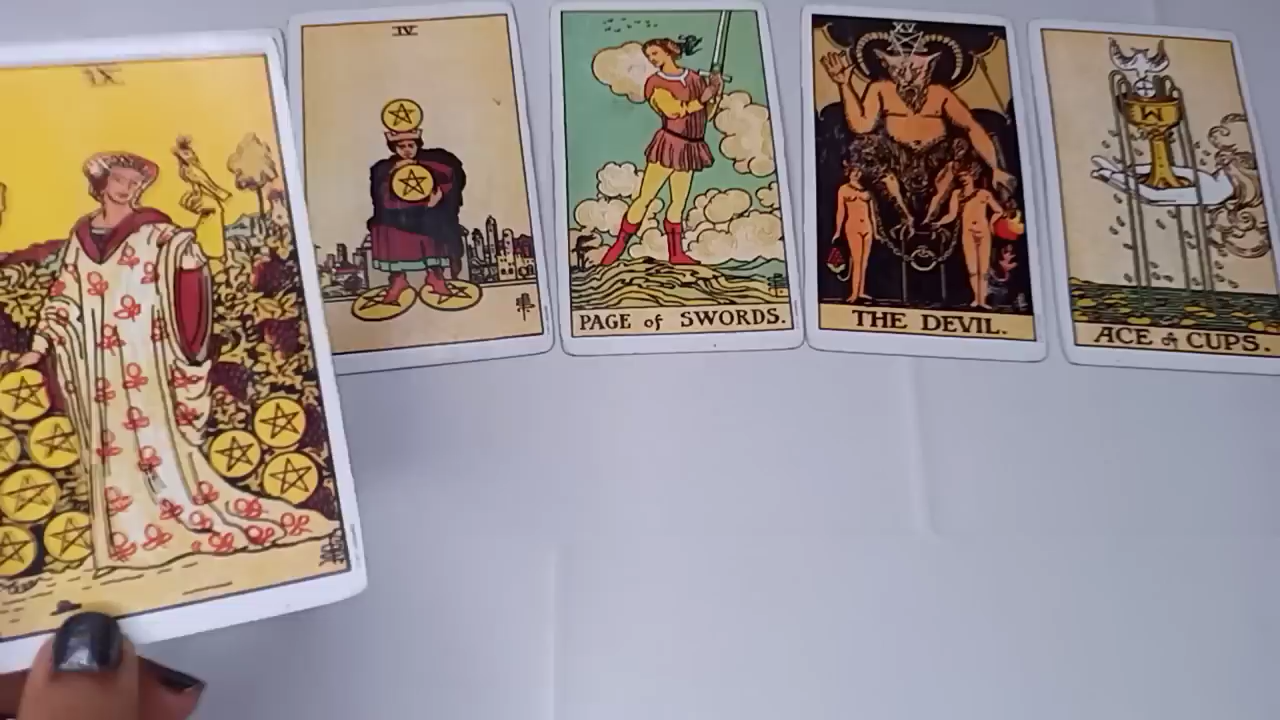 IX
IV
PAGE of SWORDS.
XV
THE DEVIL.
W
ACE of CUPS.